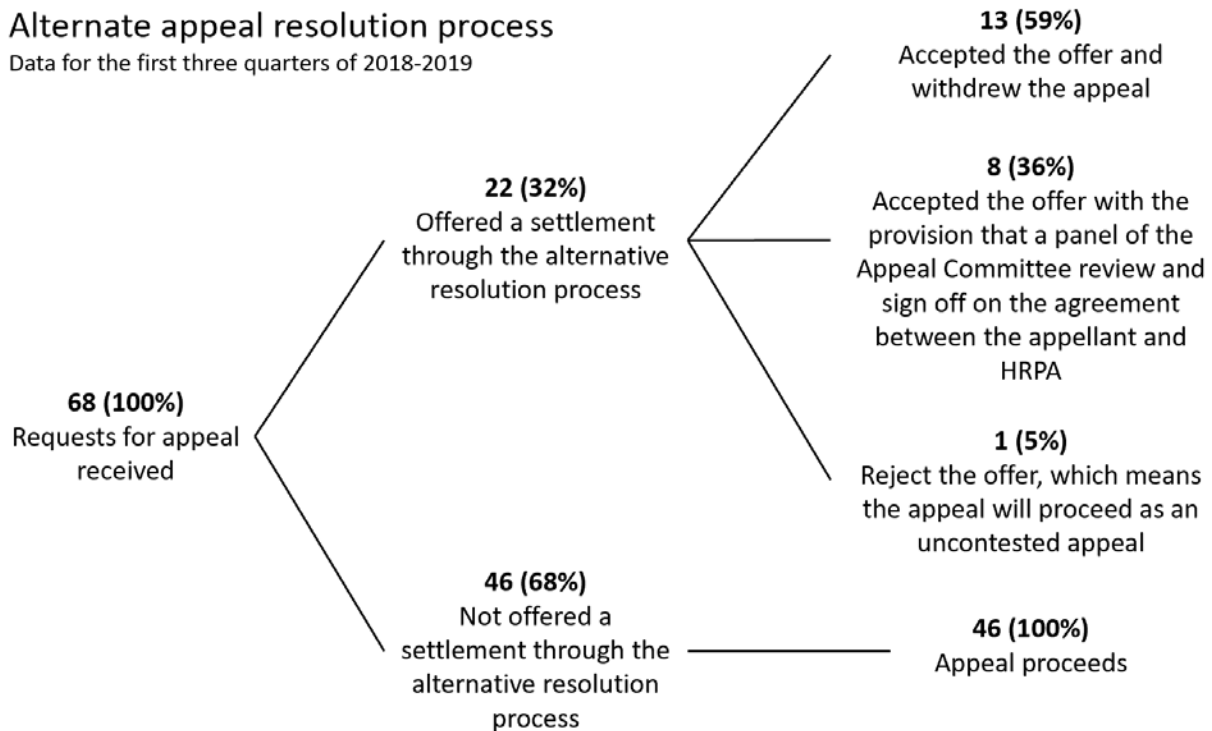 Alternate appeal resolution process
Data for the first three quarters of 2018-2019
68 (100%)
Requests for appeal
received
22 (32%)
Offered a settlement
through the alternative
resolution process
46 (68%)
Not offered a
settlement through the
alternative resolution
process
13 (59%)
Accepted the offer and
withdrew the appeal
8 (36%)
Accepted the offer with the
provision that a panel of the
Appeal Committee review and
sign off on the agreement
between the appellant and
HRPA
1 (5%)
Reject the offer, which means
the appeal will proceed as an
uncontested appeal
46 (100%)
Appeal proceeds